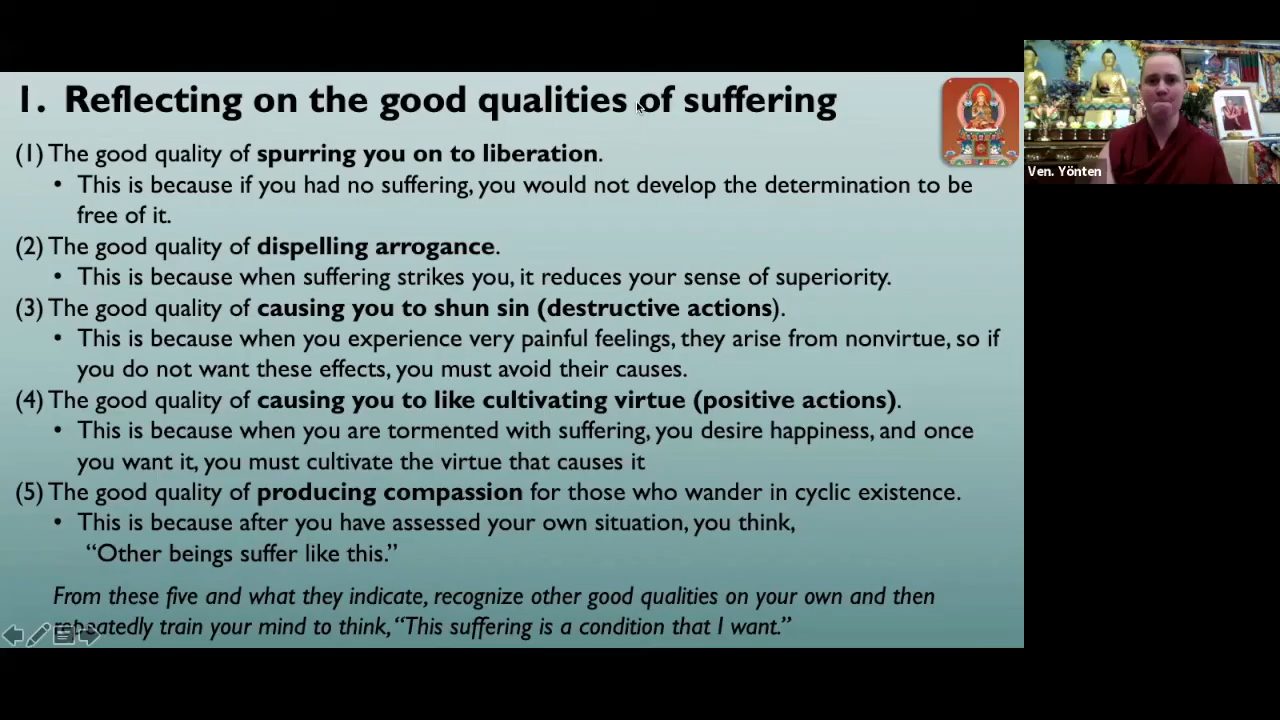 1. Reflecting on the good qualities of suffering
(1) The good quality of spurring you on to liberation.
• This is because if you had no suffering, you would not develop the determination to be
free of it.
(2) The good quality of dispelling arrogance.
• This is because when suffering strikes you, it reduces your sense of superiority.
(3) The good quality of causing you to shun sin (destructive actions).
• This is because when you experience very painful feelings, they arise from nonvirtue, so if
you do not want these effects, you must avoid their causes.
(4) The good quality of causing you to like cultivating virtue (positive actions).
• This is because when you are tormented with suffering, you desire happiness, and once
you want it, you must cultivate the virtue that causes it
(5) The good quality of producing compassion for those who wander in cyclic existence.
• This is because after you have assessed your own situation, you think,
“Other beings suffer like this.”
From these five and what they indicate, recognize other good qualities on your own and then
repeatedly train your mind to think, “This suffering is a condition that I want.”
Ven. Yönten